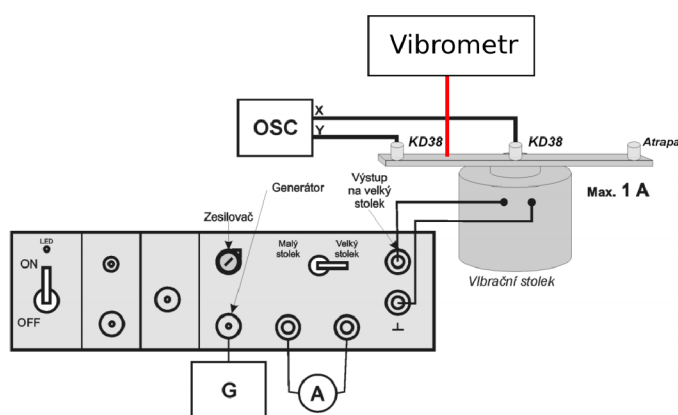 Vibrometr
OSC
X
Y
KD38
KD38
Atrapa
Generátor
Výstup
na velký
stolek
Max. 1 A
Zesilovač
LED
ON
OFF
Malý
stolek
Velký
stolek
VIbrační stolek
G
A